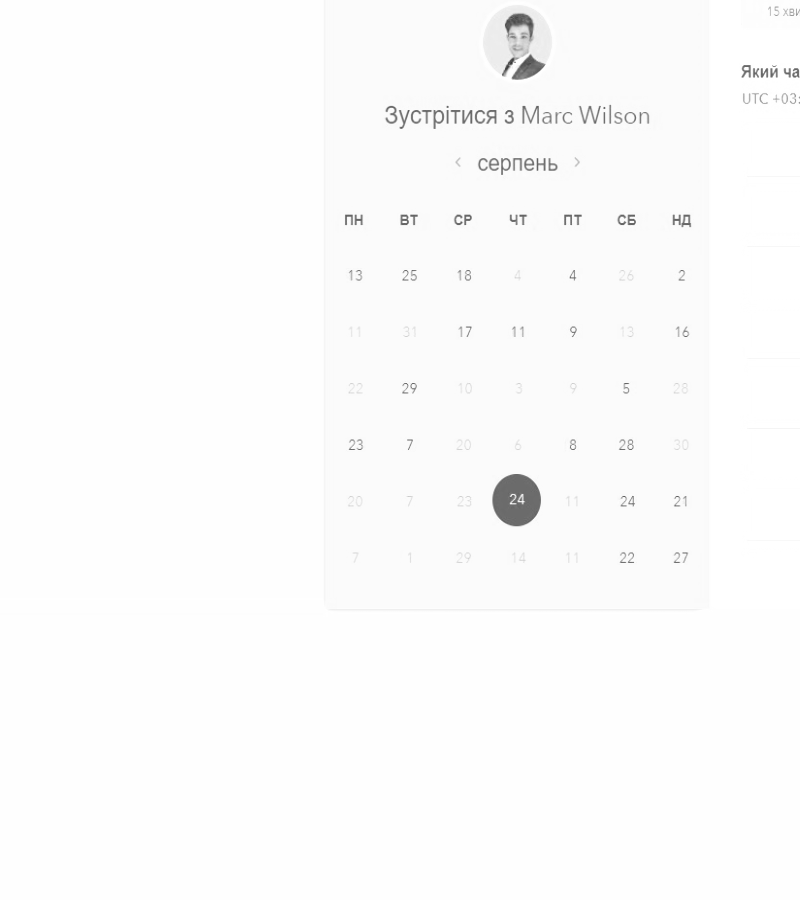 15 хви
Який ча
UTC +03:
Зустрітися з Marc Wilson
серпень
ПН ВТ СР ЧТ ПТ СБ НД
13 25 18 4 4 26 2
11 31 17 11 9 13 16
22 29 10 3 9 5 28
23 7 20 6 8 28 30
20 7 23 24 11 24 21
7 1 29 14 11 22 27